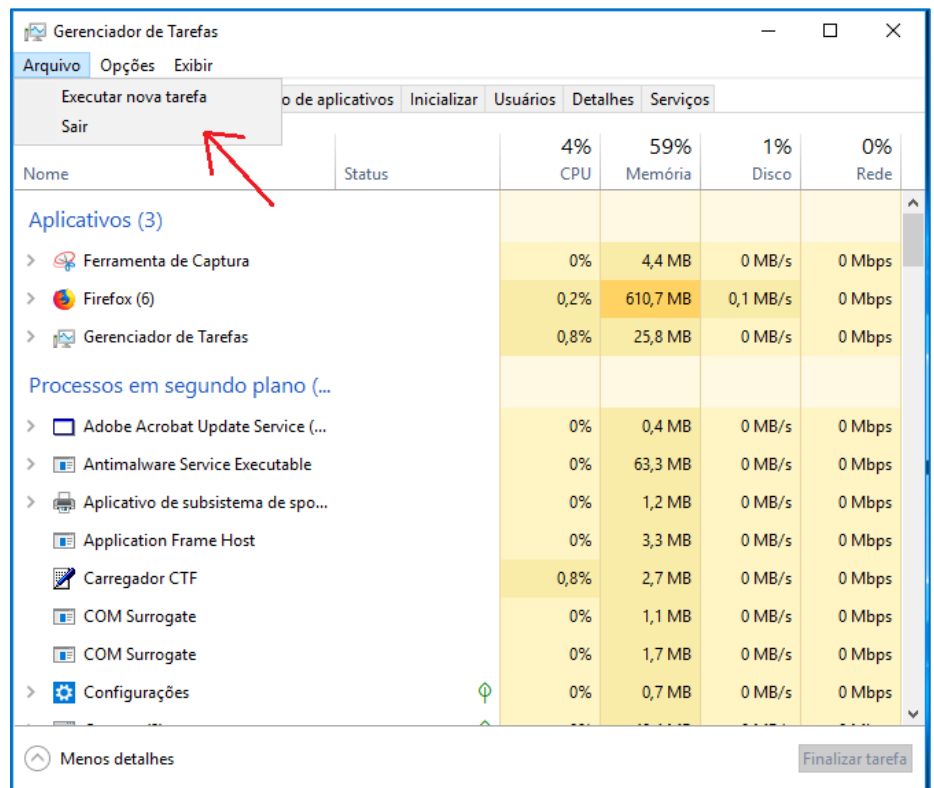 Gerenciador de Tarefas
Arquivo Opções Exibir
Executar nova tarefa
Sair
o de aplicativos Inicializar Usuários Detalhes Serviços
4% 59% 1% 0%
Nome Status CPU Memória Disco Rede
Aplicativos (3)
Ferramenta de Captura 0% 4,4 MB 0 MB/s 0 Mbps
Firefox (6) 0,2% 610,7 MB 0,1 MB/s 0 Mbps
Gerenciador de Tarefas 0,8% 25,8 MB 0 MB/s 0 Mbps
Processos em segundo plano (...
Adobe Acrobat Update Service (... 0% 0,4 MB 0 MB/s 0 Mbps
Antimalware Service Executable 0% 63,3 MB 0 MB/s 0 Mbps
Aplicativo de subsistema de spo... 0% 1,2 MB 0 MB/s 0 Mbps
Application Frame Host 0% 3,3 MB 0 MB/s 0 Mbps
Carregador CTF 0,8% 2,7 MB 0 MB/s 0 Mbps
COM Surrogate 0% 1,1 MB 0 MB/s 0 Mbps
COM Surrogate 0% 1,7 MB 0 MB/s 0 Mbps
Configurações 0% 0,7 MB 0 MB/s 0 Mbps
Menos detalhes Finalizar tarefa